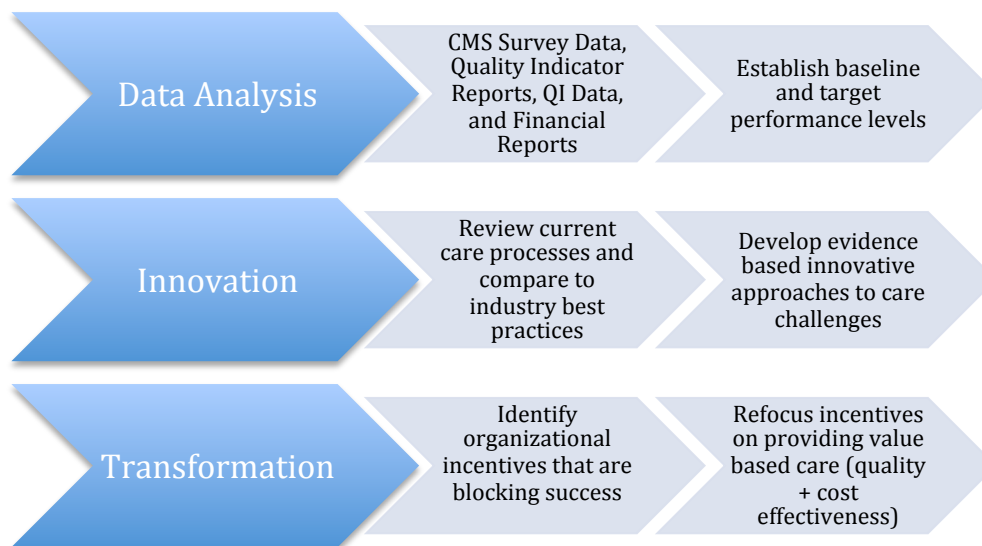 Data Analysis
CMS Survey Data,
Quality Indicator
Reports, QI Data,
and Financial
Reports
Establish baseline
and target
performance levels
Innovation
Review current
care processes and
compare to
industry best
practices
Develop evidence
based innovative
approaches to care
challenges
Transformation
Identify
organizational
incentives that are
blocking success
Refocus incentives
on providing value
based care (quality
+ cost
effectiveness)